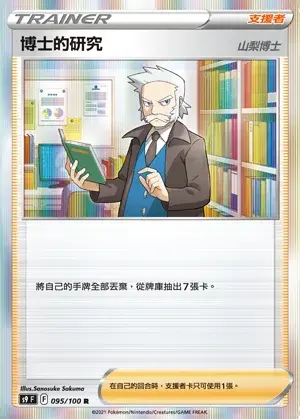 TRAINER
支援者
博士的研究
山梨博士
將自己的手牌全部丟棄，從牌庫抽出7張卡。
Illus.Sanosuke Sakuma
S9 F F 095/100 R
在自己的回合時，支援者卡只可使用1張。
©2021 Pokémon/Nintendo/Creatures/GAME FREAK